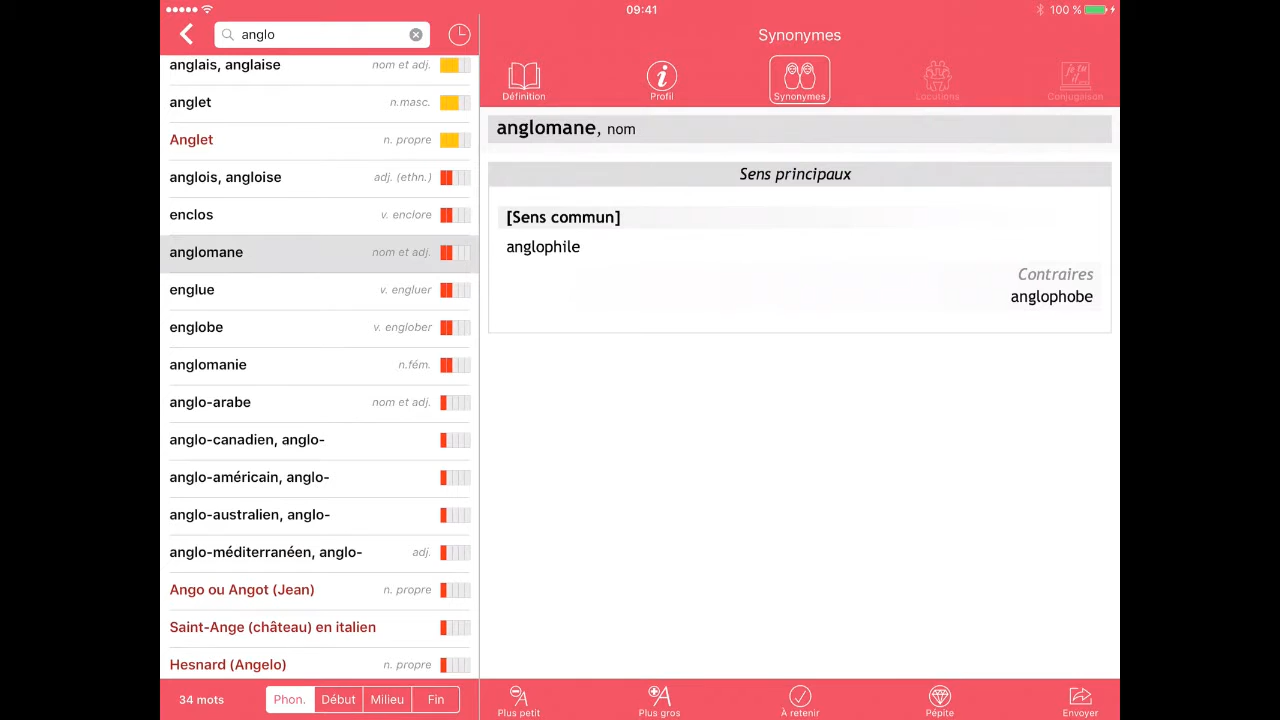 09:41
100 %
anglo
Synonymes
Définition
Profil
Synonymes
Locutions
je-tu
il...
Conjugaison
anglais, anglaise nom et adj.
anglet n.masc.
Anglet n. propre
anglois, angloise adj. (ethn.)
enclos v. enclore
anglomane nom et adj.
englue v. engluer
englobe v. englober
anglomanie n.fém.
anglo-arabe nom et adj.
anglo-canadien, anglo-
anglo-américain, anglo-
anglo-australien, anglo-
anglo-méditerranéen, anglo- adj.
Ango ou Angot (Jean) n. propre
Saint-Ange (château) en italien
Hesnard (Angelo) n. propre
34 mots
Phon. Début Milieu Fin
anglomane, nom
Sens principaux
[Sens commun]
anglophile
Contraires
anglophobe
Plus petit
Plus gros
À retenir
Pépite
Envoyer